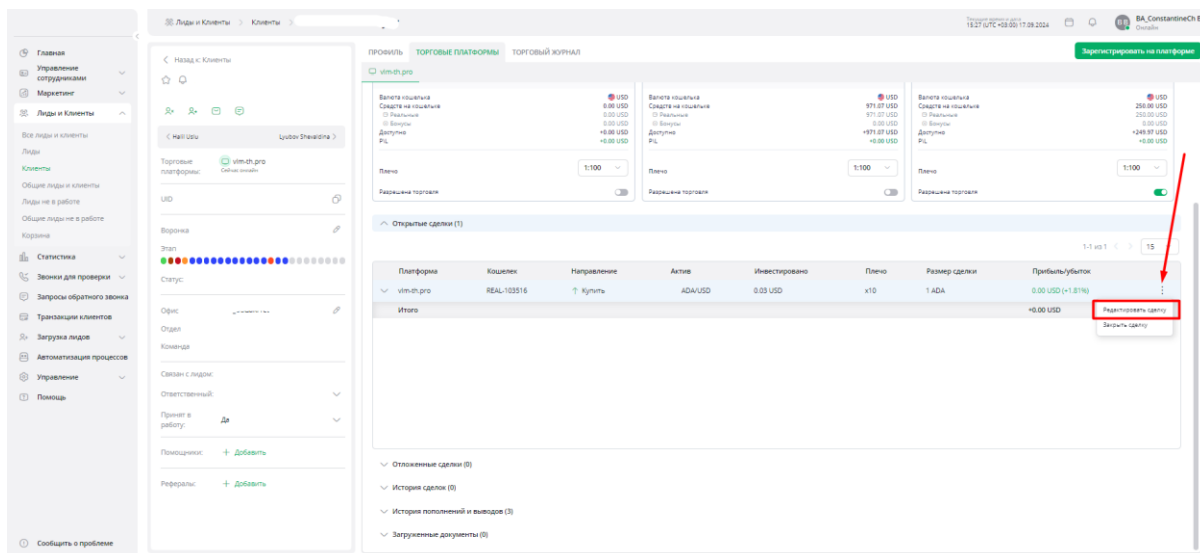 Лиды и Клиенты > Клиенты >
Текущие время и дата
15:27 (UTC +03:00) 17.09.2024
BA_ConstantineCh B
Онлайн
Главная
Управление
сотрудниками
Маркетинг
Лиды и Клиенты
Все лиды и клиенты
Лиды
Клиенты
Общие лиды и клиенты
Лиды не в работе
Общие лиды не в работе
Корзина
Статистика
Звонки для проверки
Запросы обратного звонка
Транзакции клиентов
Загрузка лидов
Автоматизация процессов
Управление
Помощь
Сообщить о проблеме
Назад к: Клиенты
Lyubov Shevaldina >
Торговые
платформы:
vlm-th.pro
Сейчас онлайн
UID
Воронка
Этап
Статус:
Офис
Отдел
Команда
Связан с лидом:
Ответственный:
Принят в
работу:
Да
Помощники: + Добавить
Рефералы: + Добавить
ПРОФИЛЬ ТОРГОВЫЕ ПЛАТФОРМЫ ТОРГОВЫЙ ЖУРНАЛ
Зарегистрировать на платформе
vlm-th.pro
Валюта кошелька USD
Средств на кошельке 0.00 USD
Реальные 0.00 USD
Бонусы 0.00 USD
Доступно +0.00 USD
P/L +0.00 USD
Плечо 1:100
Разрешена торговля
Валюта кошелька USD
Средств на кошельке 971.07 USD
Реальные 971.07 USD
Бонусы 0.00 USD
Доступно +971.07 USD
P/L +0.00 USD
Плечо 1:100
Разрешена торговля
Валюта кошелька USD
Средств на кошельке 250.00 USD
Реальные 250.00 USD
Бонусы 0.00 USD
Доступно +249.97 USD
P/L +0.00 USD
Плечо 1:100
Разрешена торговля
Открытые сделки (1)
1-1 из 1 < > 15
Платформа Кошелек Направление Актив Инвестировано Плечо Размер сделки Прибыль/убыток
vlm-th.pro REAL-103516 ↑ Купить ADA/USD 0.03 USD x10 1 ADA 0.00 USD (+1.81%)
Итого +0.00 USD
Редактировать сделку
Закрыть сделку
Отложенные сделки (0)
История сделок (0)
История пополнений и выводов (3)
Загруженные документы (0)